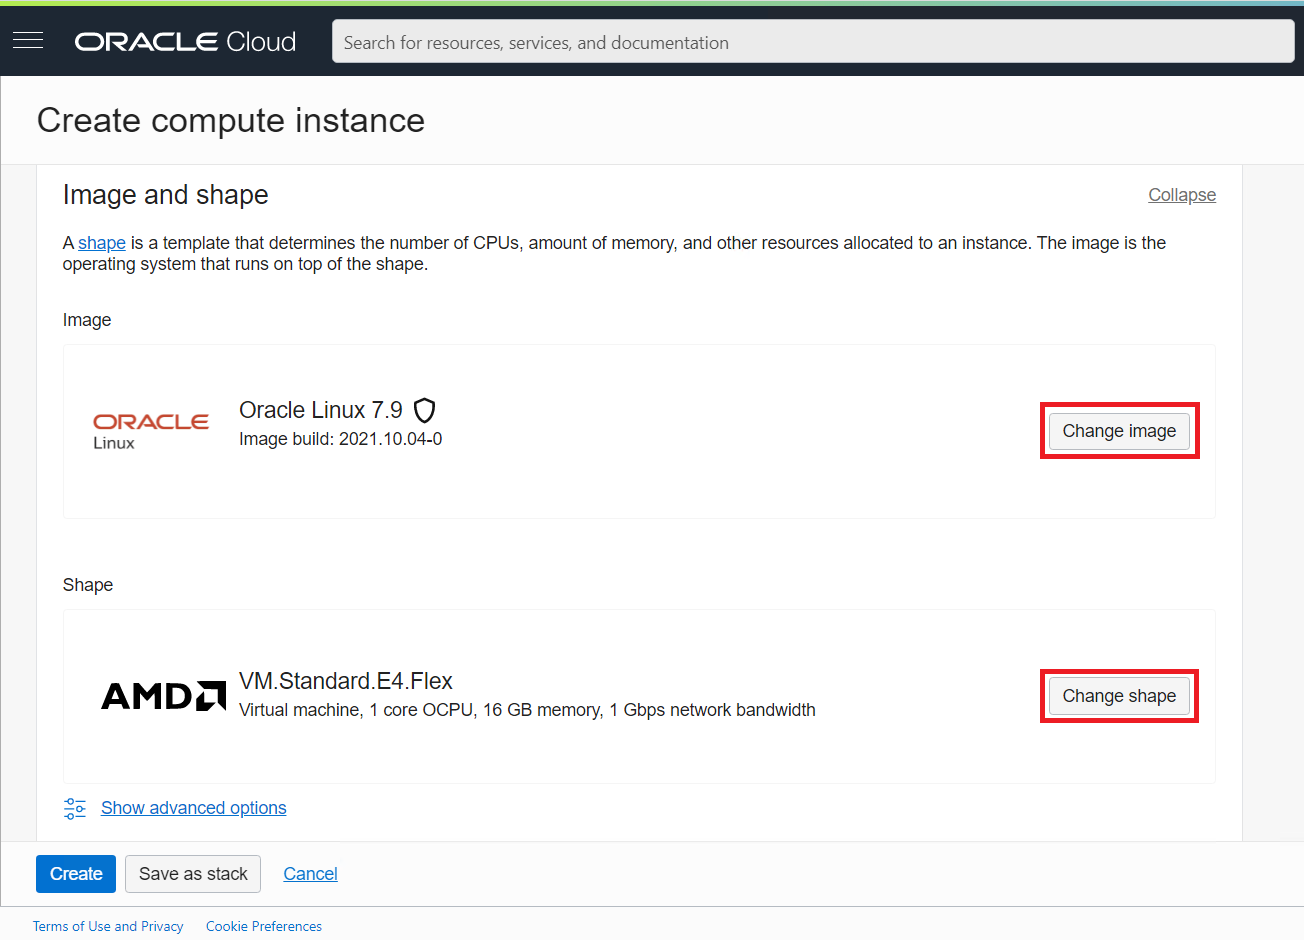 ORACLE Cloud
Search for resources, services, and documentation
Create compute instance
Image and shape
Collapse
A shape is a template that determines the number of CPUs, amount of memory, and other resources allocated to an instance. The image is the
operating system that runs on top of the shape.
Image
ORACLE
Linux
Oracle Linux 7.9
Image build: 2021.10.04-0
Change image
Shape
AMD
VM.Standard.E4.Flex
Virtual machine, 1 core OCPU, 16 GB memory, 1 Gbps network bandwidth
Change shape
Show advanced options
Create
Save as stack
Cancel
Terms of Use and Privacy
Cookie Preferences